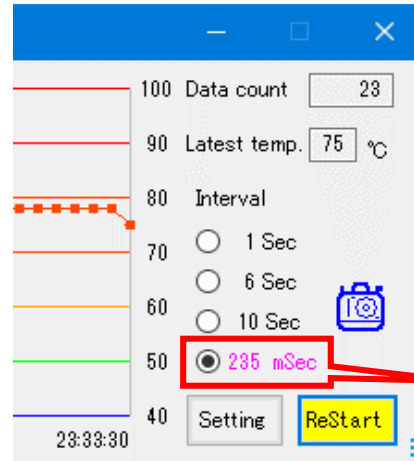 100 Data count 23
90 Latest temp. 75 ℃
80 Interval
70 1 Sec
6 Sec
60 10 Sec
50 235 mSec
40 Setting ReStart
23:33:30